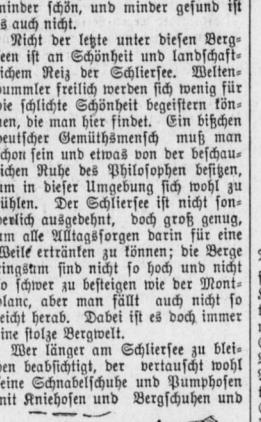 minder schön, und minder gesund ist
es auch nicht.
Nicht der letzte unter diesen Berg-
seen ist an Schönheit und landschaft-
lichem Reiz der Schliersee. Welten-
bummler freilich werden sich wenig für
die schlichte Schönheit begeistern kön-
nen, die man hier findet. Ein bißchen
deutscher Gemüthsmensch muß man
schon sein und etwas von der beschau-
lichen Ruhe des Philosophen besitzen,
um in dieser Umgebung sich wohl zu
fühlen. Der Schliersee ist nicht son-
derlich ausgedehnt, doch groß genug,
um alle Alltagssorgen darin für eine
Weile ertränken zu können; die Berge
ringsum sind nicht so hoch und nicht
so schwer zu besteigen wie der Mont-
blanc, aber man fällt auch nicht so
leicht herab. Dabei ist es doch immer
eine stolze Bergwelt.
Wer länger am Schliersee zu blei-
ben beabsichtigt, der vertauscht wohl
seine Schnabelschuhe und Pumphosen
mit Kniehosen und Bergschuhen und